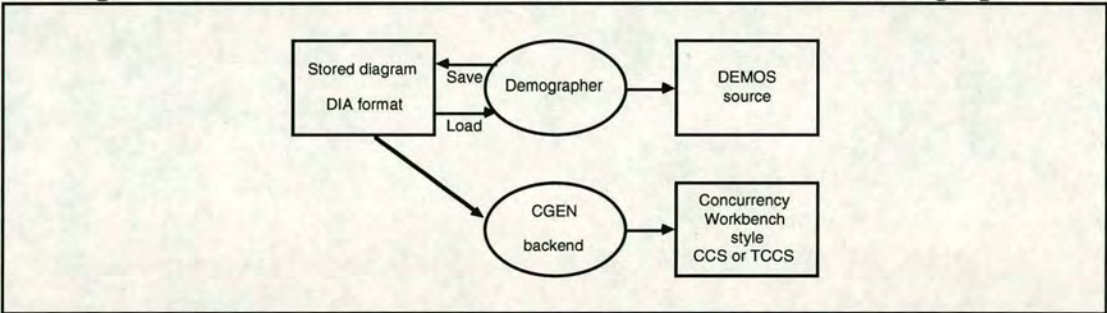 Stored diagram
DIA format
Save
Load
Demographer
DEMOS
source
CGEN
backend
Concurrency
Workbench
style
CCS or TCCS